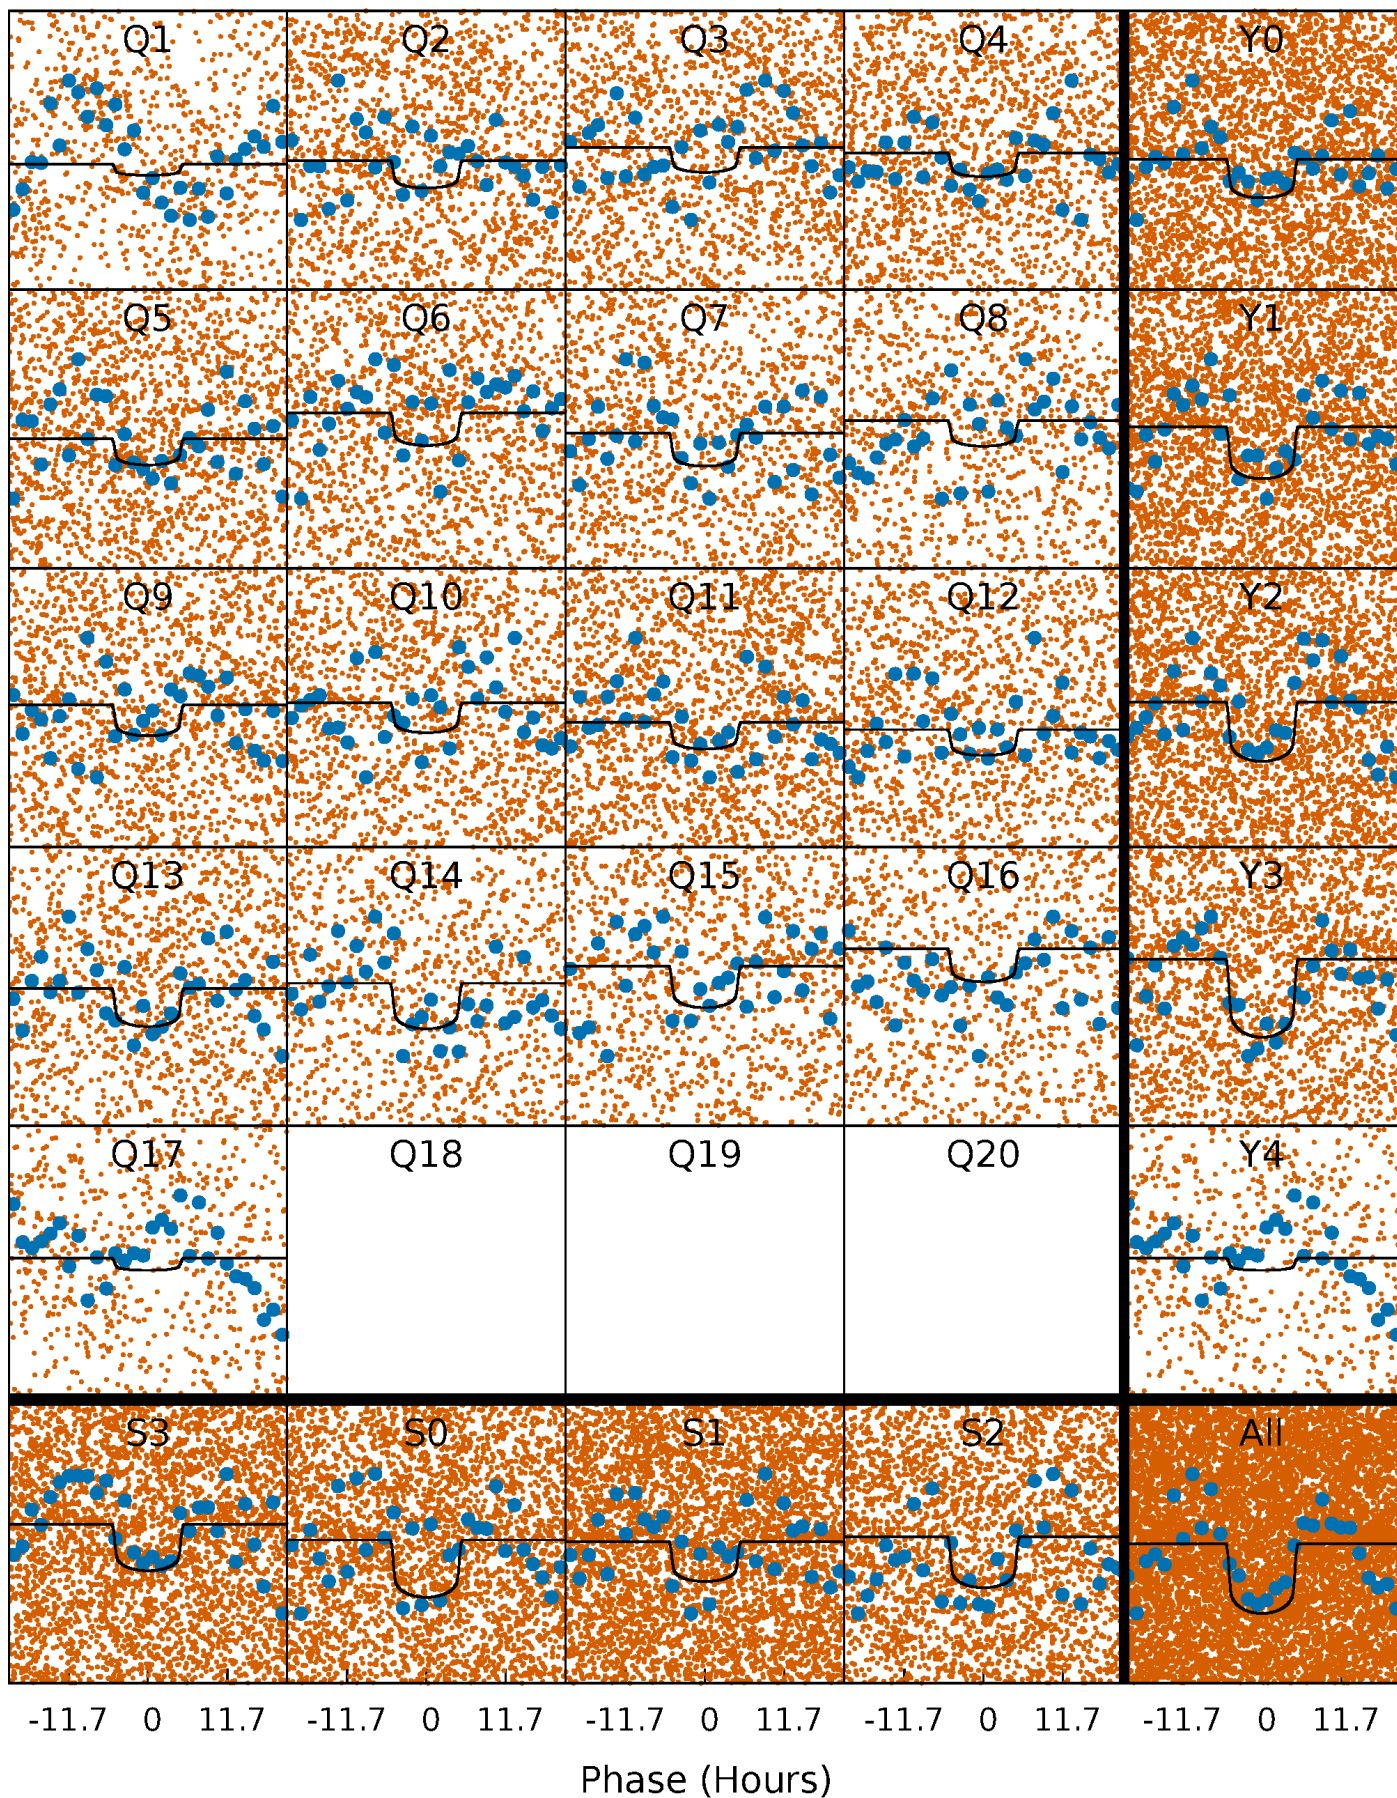 Q1 Q2 Q3 Q4 Y0
Q5 Q6 Q7 Q8 Y1
Q9 Q10 Q11 Q12 Y2
Q13 Q14 Q15 Q16 Y3
Q17 Q18 Q19 Q20 Y4
S3 S0 S1 S2 All
-11.7 0 11.7 -11.7 0 11.7 -11.7 0 11.7 -11.7 0 11.7 -11.7 0 11.7
Phase (Hours)